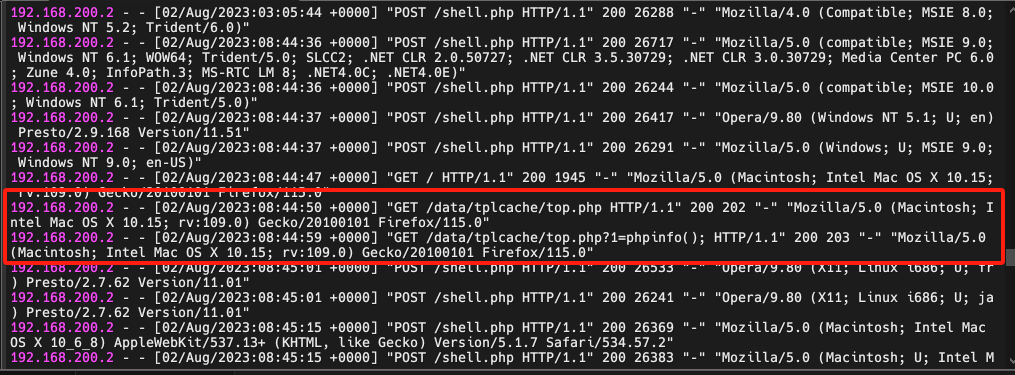 192.168.200.2 - - [02/Aug/2023:03:05:44 +0000] "POST /shell.php HTTP/1.1" 200 26288 "-" "Mozilla/4.0 (Compatible; MSIE 8.0;
Windows NT 5.2; Trident/6.0)"
192.168.200.2 - - [02/Aug/2023:08:44:36 +0000] "POST /shell.php HTTP/1.1" 200 26717 "-" "Mozilla/5.0 (compatible; MSIE 9.0;
Windows NT 6.1; WOW64; Trident/5.0; SLCC2; .NET CLR 2.0.50727; .NET CLR 3.5.30729; .NET CLR 3.0.30729; Media Center PC 6.0
; Zune 4.0; InfoPath.3; MS-RTC LM 8; .NET4.0C; .NET4.0E)"
192.168.200.2 - - [02/Aug/2023:08:44:36 +0000] "POST /shell.php HTTP/1.1" 200 26244 "-" "Mozilla/5.0 (compatible; MSIE 10.0
; Windows NT 6.1; Trident/5.0)"
192.168.200.2 - - [02/Aug/2023:08:44:37 +0000] "POST /shell.php HTTP/1.1" 200 26417 "-" "Opera/9.80 (Windows NT 5.1; U; en)
Presto/2.9.168 Version/11.51"
192.168.200.2 - - [02/Aug/2023:08:44:37 +0000] "POST /shell.php HTTP/1.1" 200 26291 "-" "Mozilla/5.0 (Windows; U; MSIE 9.0;
Windows NT 9.0; en-US)"
192.168.200.2 - - [02/Aug/2023:08:44:47 +0000] "GET / HTTP/1.1" 200 1945 "-" "Mozilla/5.0 (Macintosh; Intel Mac OS X 10.15;
rv:109.0) Gecko/20100101 Firefox/115.0"
192.168.200.2 - - [02/Aug/2023:08:44:50 +0000] "GET /data/tplcache/top.php HTTP/1.1" 200 202 "-" "Mozilla/5.0 (Macintosh; I
ntel Mac OS X 10.15; rv:109.0) Gecko/20100101 Firefox/115.0"
192.168.200.2 - - [02/Aug/2023:08:44:59 +0000] "GET /data/tplcache/top.php?1=phpinfo(); HTTP/1.1" 200 203 "-" "Mozilla/5.0
(Macintosh; Intel Mac OS X 10.15; rv:109.0) Gecko/20100101 Firefox/115.0"
192.168.200.2 - - [02/Aug/2023:08:45:01 +0000] "POST /shell.php HTTP/1.1" 200 26533 "-" "Opera/9.80 (X11; Linux i686; U; fr
) Presto/2.7.62 Version/11.01"
192.168.200.2 - - [02/Aug/2023:08:45:01 +0000] "POST /shell.php HTTP/1.1" 200 26241 "-" "Opera/9.80 (X11; Linux i686; U; ja
) Presto/2.7.62 Version/11.01"
192.168.200.2 - - [02/Aug/2023:08:45:15 +0000] "POST /shell.php HTTP/1.1" 200 26369 "-" "Mozilla/5.0 (Macintosh; Intel Mac
OS X 10_6_8) AppleWebKit/537.13+ (KHTML, like Gecko) Version/5.1.7 Safari/534.57.2"
192.168.200.2 - - [02/Aug/2023:08:45:15 +0000] "POST /shell.php HTTP/1.1" 200 26383 "-" "Mozilla/5.0 (Macintosh; U; Intel M